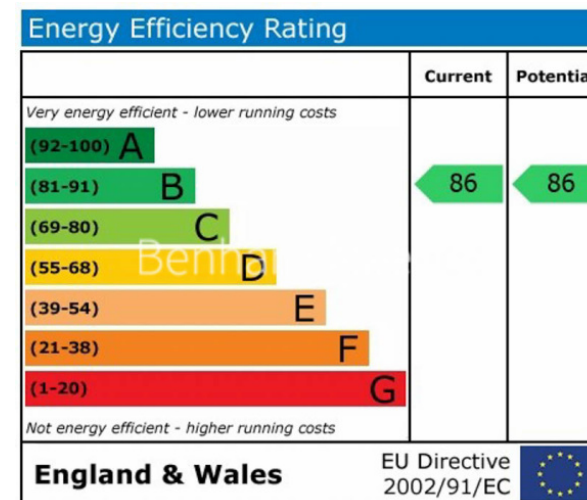 Energy Efficiency Rating
Current Potentia
Very energy efficient - lower running costs
(92-100) A
(81-91) B 86 86
(69-80) C
(55-68) D
(39-54) E
(21-38) F
(1-20) G
Not energy efficient - higher running costs
England & Wales
EU Directive
2002/91/EC